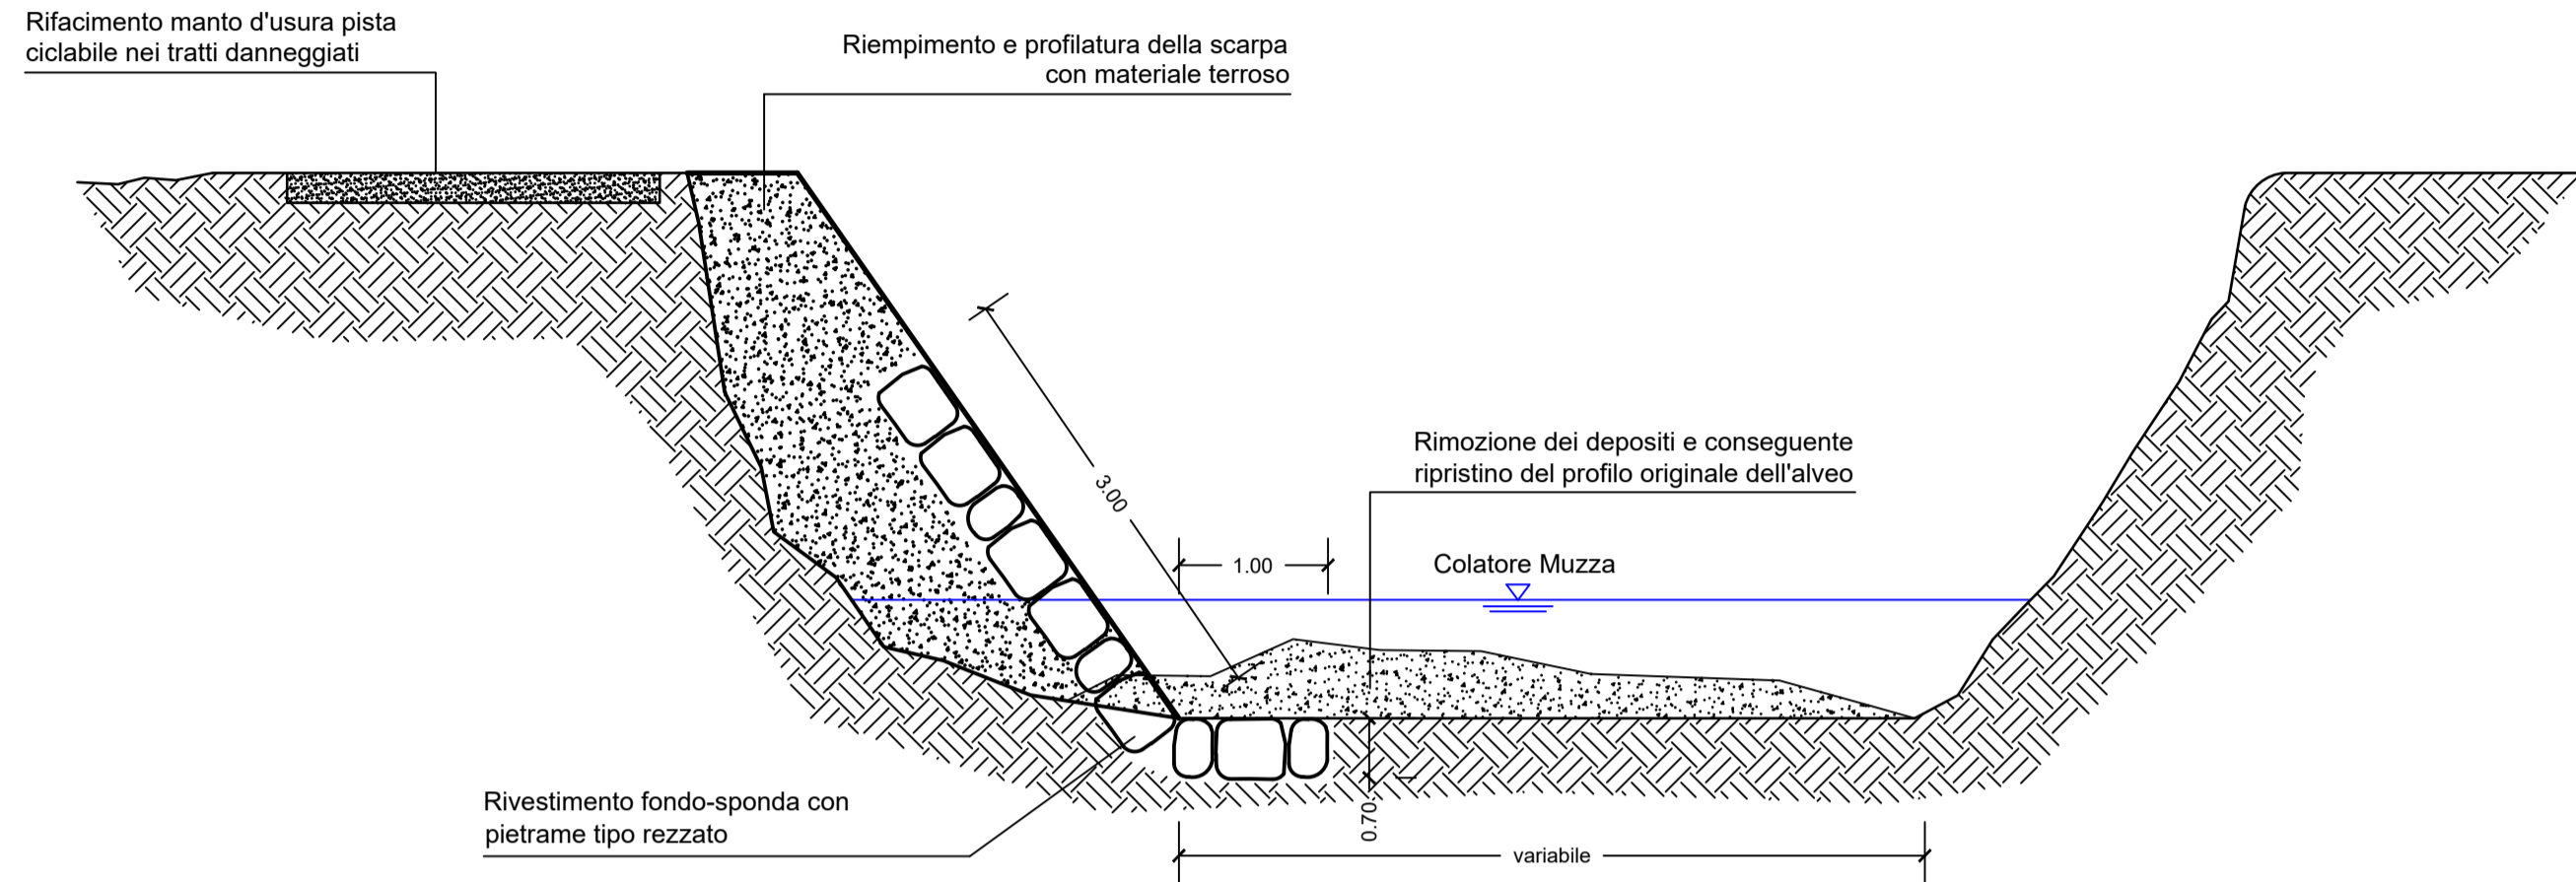 Rifacimento manto d'usura pista
ciclabile nei tratti danneggiati
Riempimento e profilatura della scarpa
con materiale terroso
3.00
1.00
Rimozione dei depositi e conseguente
ripristino del profilo originale dell'alveo
Colatore Muzza
Rivestimento fondo-sponda con
pietrame tipo rezzato
0.70
variabile